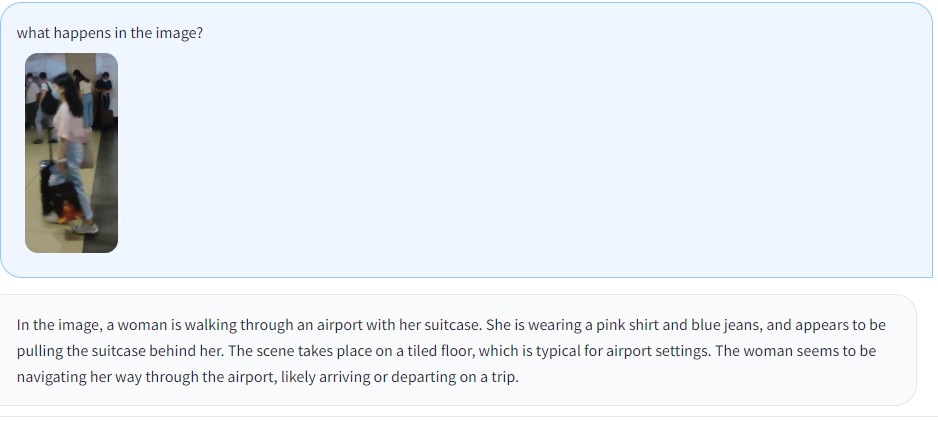 what happens in the image?
In the image, a woman is walking through an airport with her suitcase. She is wearing a pink shirt and blue jeans, and appears to be
pulling the suitcase behind her. The scene takes place on a tiled floor, which is typical for airport settings. The woman seems to be
navigating her way through the airport, likely arriving or departing on a trip.